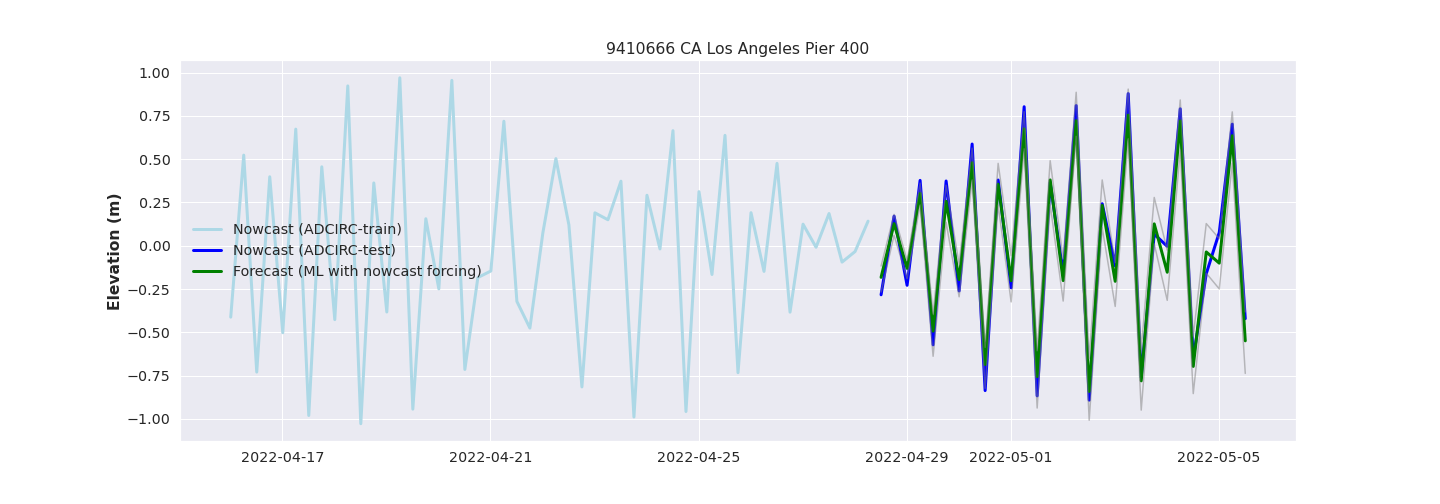 9410666 CA Los Angeles Pier 400
1.00
0.75
0.50
0.25
0.00
−0.25
−0.50
−0.75
−1.00
Elevation (m)
Nowcast (ADCIRC-train)
Nowcast (ADCIRC-test)
Forecast (ML with nowcast forcing)
2022-04-17 2022-04-21 2022-04-25 2022-04-29 2022-05-01 2022-05-05